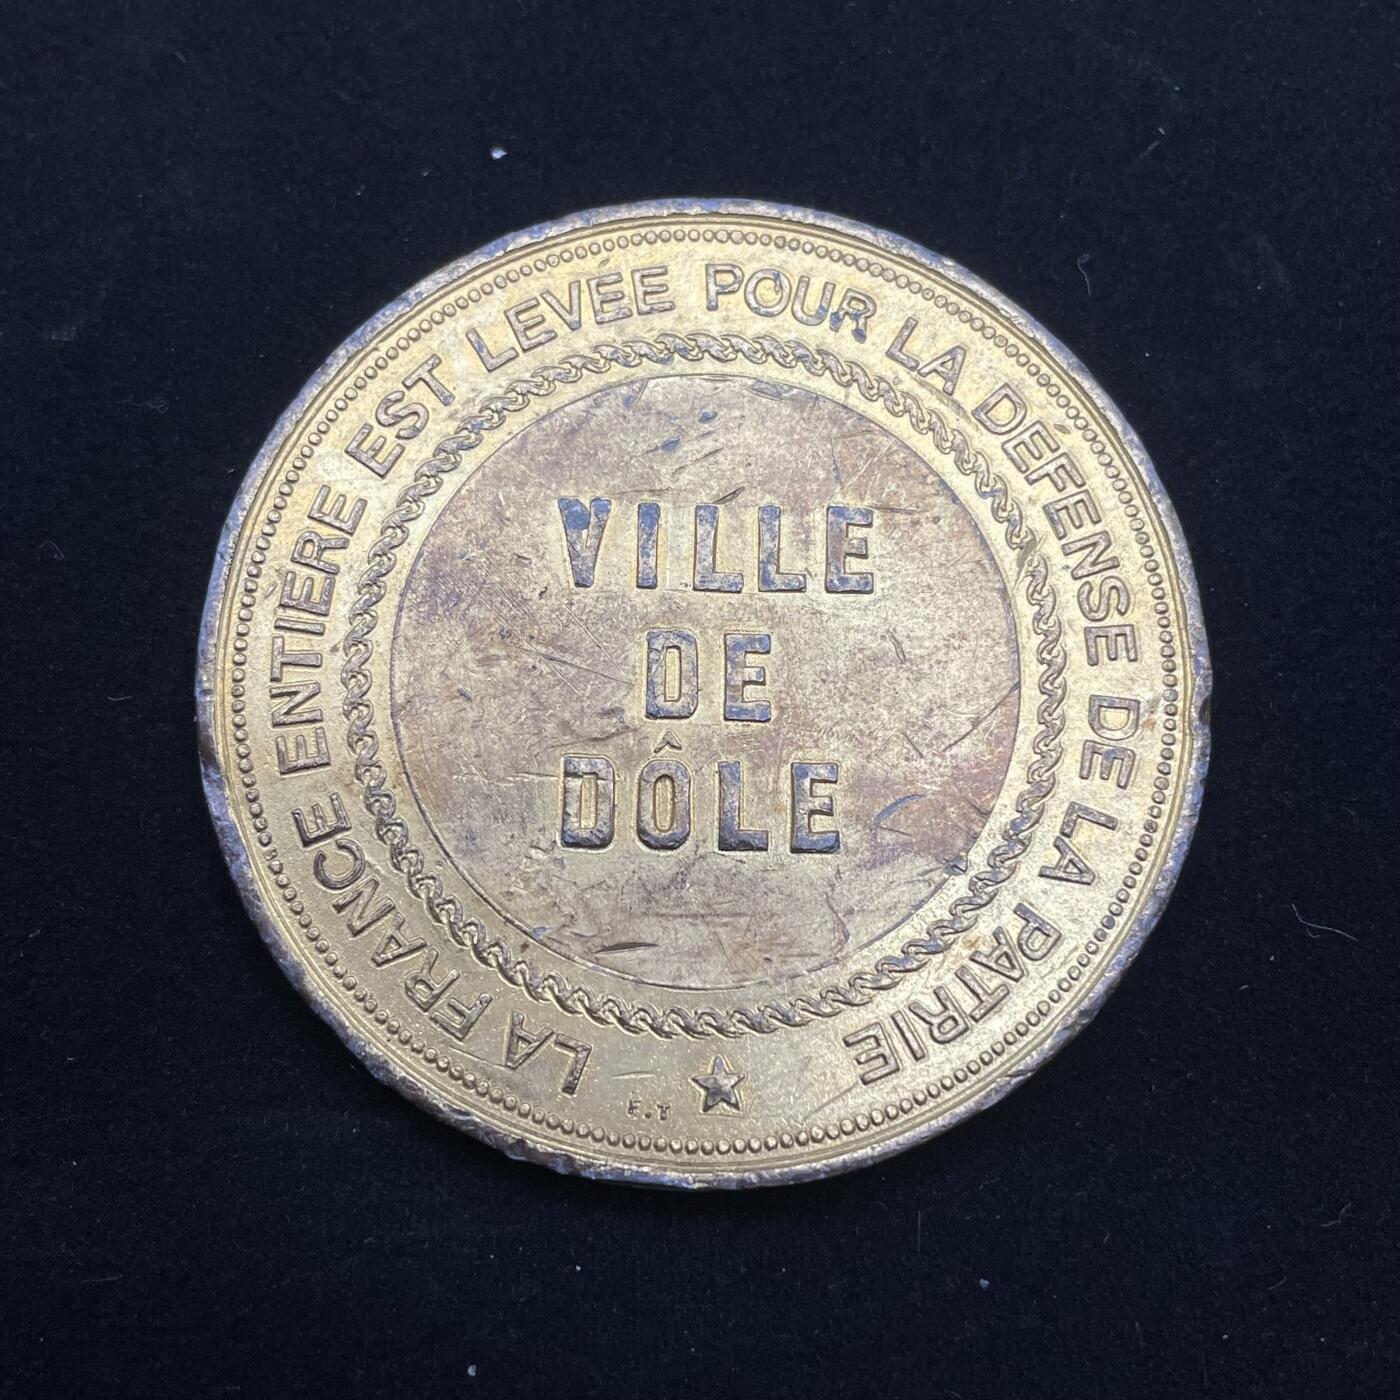 LA FRANCE ENTIÈRE EST LEVÉE POUR LA DÉFENSE DE LA PATRIE
VILLE
DE
DÔLE
F.T